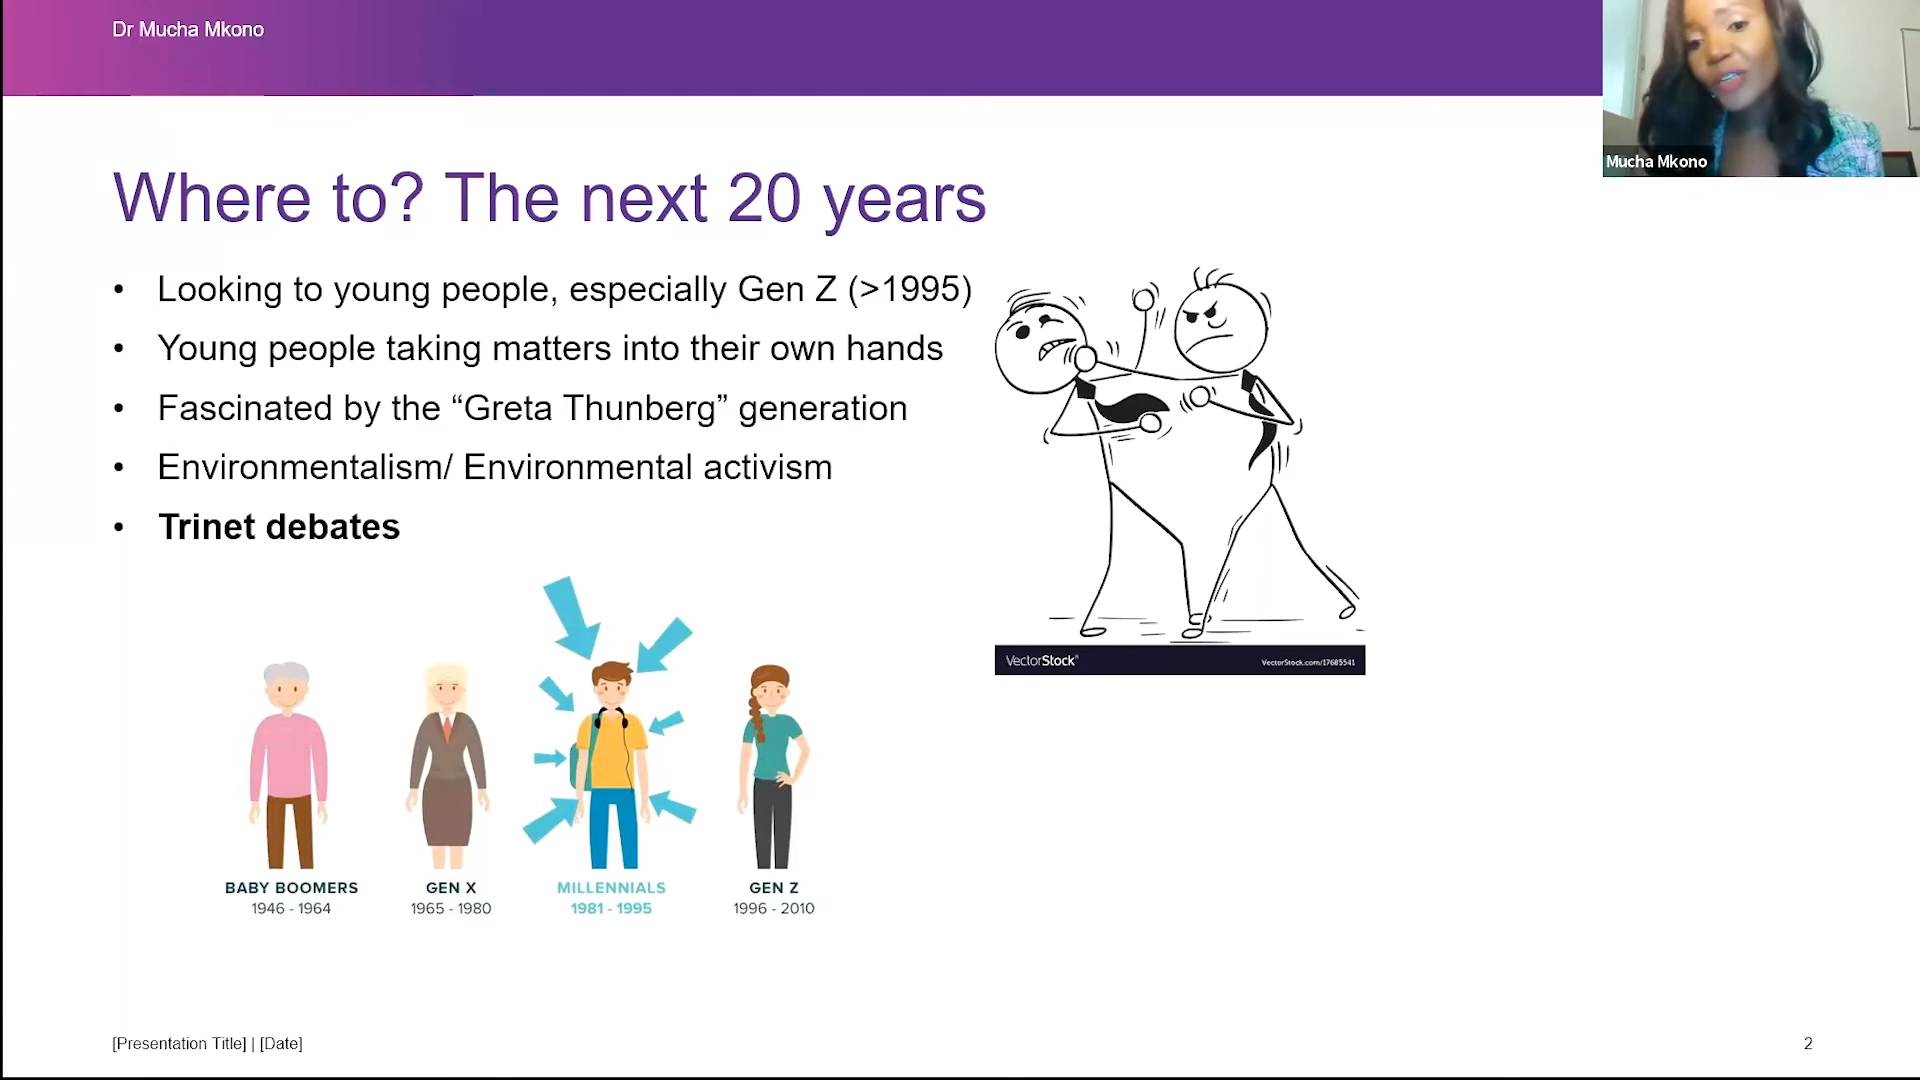 Dr Mucha Mkono
Mucha Mkono
Where to? The next 20 years
• Looking to young people, especially Gen Z (>1995)
• Young people taking matters into their own hands
• Fascinated by the “Greta Thunberg” generation
• Environmentalism/ Environmental activism
• Trinet debates
VectorStock®
VectorStock.com/17685541
BABY BOOMERS
1946 - 1964
GEN X
1965 - 1980
MILLENNIALS
1981 - 1995
GEN Z
1996 - 2010
[Presentation Title] | [Date]
2